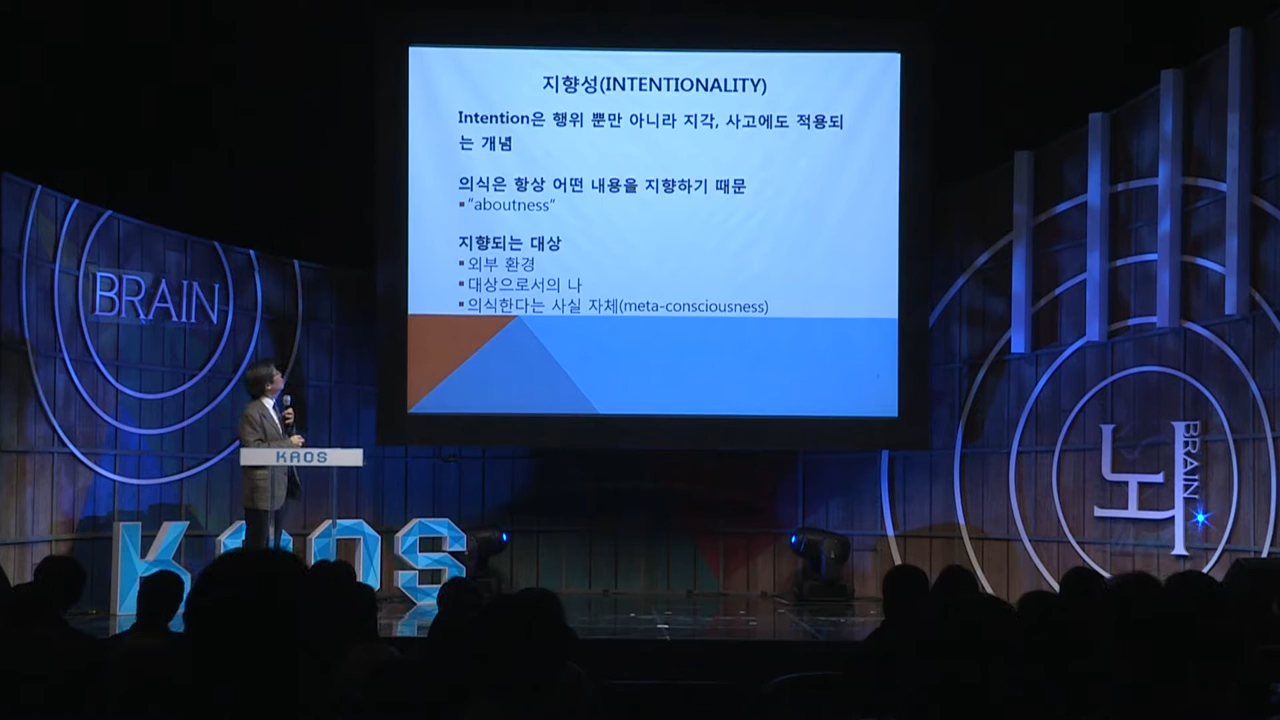 지향성(INTENTIONALITY)
Intention은 행위 뿐만 아니라 지각, 사고에도 적용되
는 개념
의식은 항상 어떤 내용을 지향하기 때문
▪“aboutness”
지향되는 대상
▪외부 환경
▪대상으로서의 나
▪의식한다는 사실 자체(meta-consciousness)
BRAIN
KAOS
KAOS
뇌
BRAIN